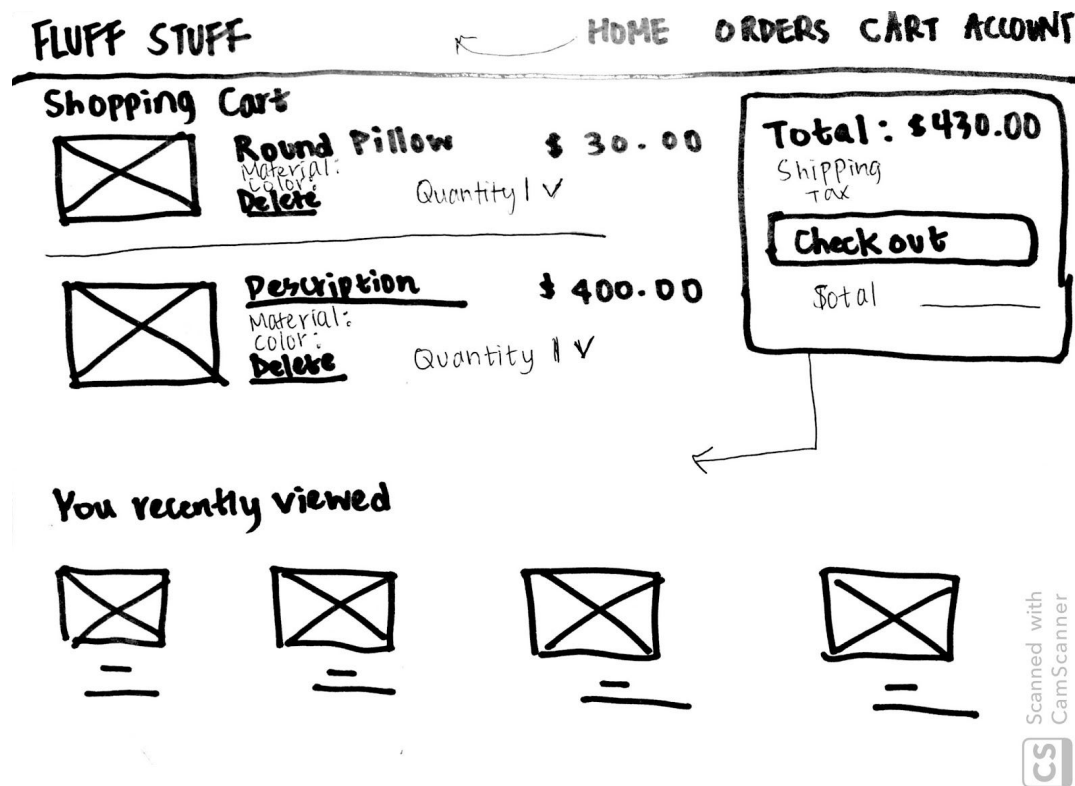 FLUFF STUFF
HOME ORDERS CART ACCOUNT
Shopping Cart
Round Pillow $ 30.00
Material:
Color:
Delete
Quantity 1 V
Description $ 400.00
Material:
color:
Delete
Quantity 1 V
Total: $430.00
Shipping
Tax
Check out
Total
You recently viewed
CS Scanned with
CamScanner